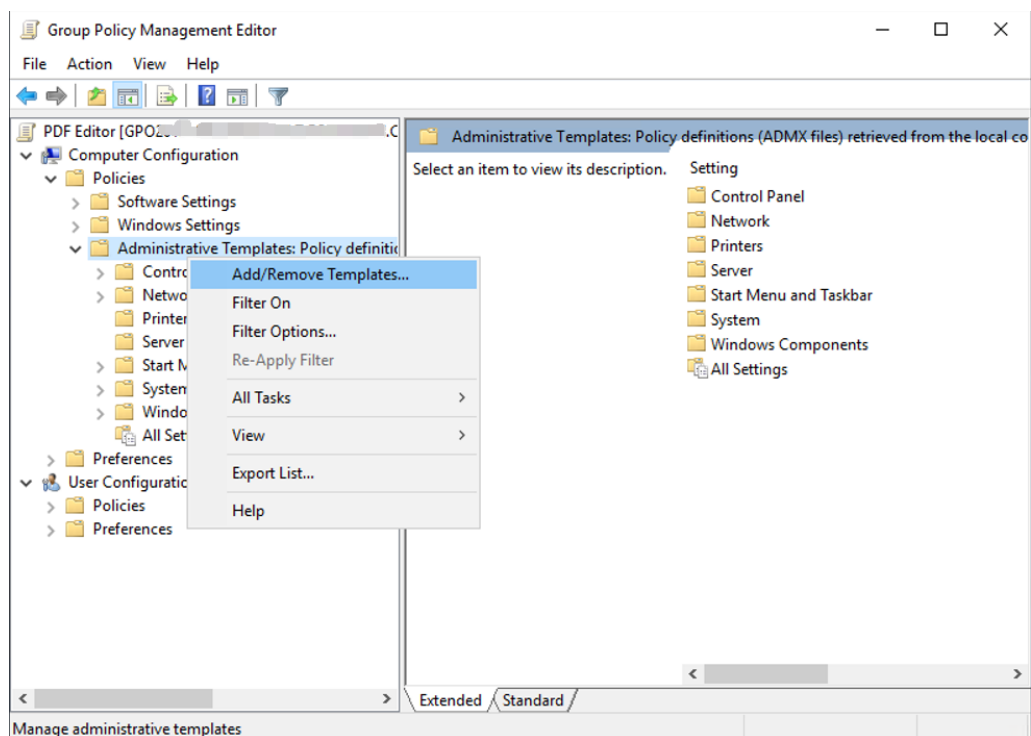 Group Policy Management Editor
File Action View Help
PDF Editor [GPO2 .C
Computer Configuration
Policies
Software Settings
Windows Settings
Administrative Templates: Policy definitic
Contrc
Netwo
Printer
Server
Start M
System
Windo
All Set
Preferences
User Configuratic
Policies
Preferences
Add/Remove Templates...
Filter On
Filter Options...
Re-Apply Filter
All Tasks
View
Export List...
Help
Administrative Templates: Policy definitions (ADMX files) retrieved from the local co
Select an item to view its description.
Setting
Control Panel
Network
Printers
Server
Start Menu and Taskbar
System
Windows Components
All Settings
Extended
Standard
Manage administrative templates